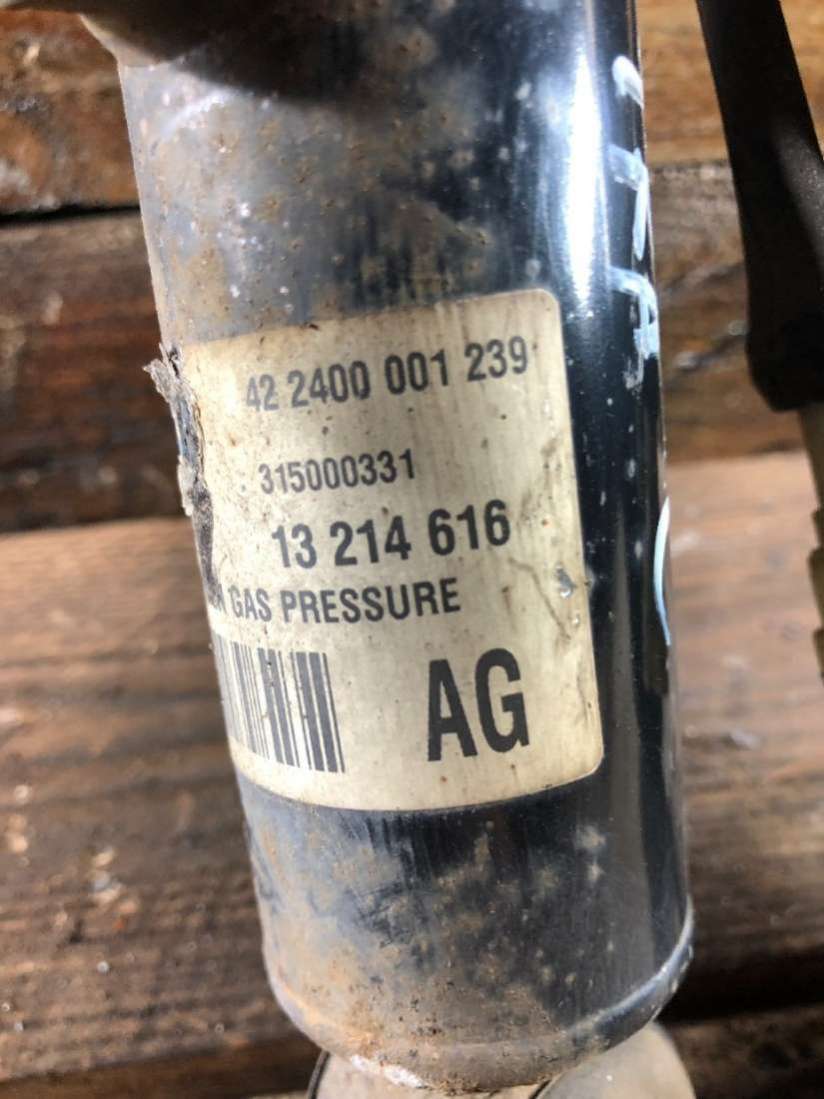 42 2400 001 239
315000331
13 214 616
GAS PRESSURE
AG